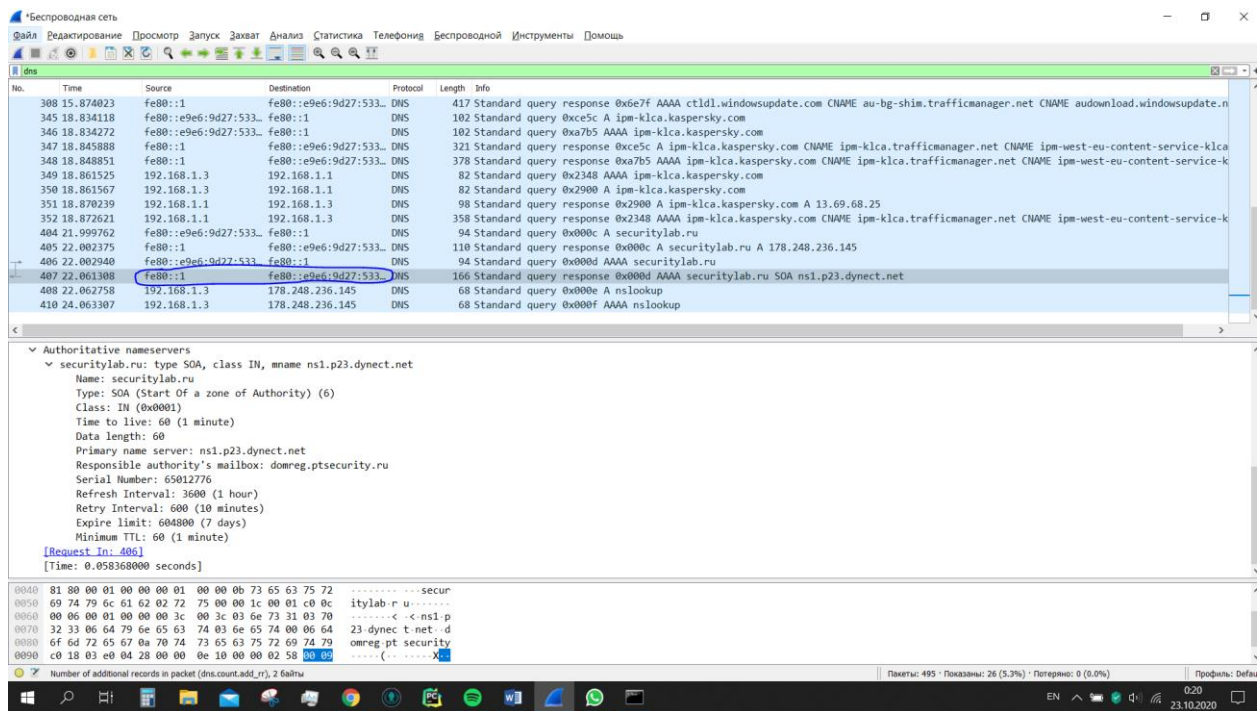 *Беспроводная сеть
Файл Редактирование Просмотр Запуск Захват Анализ Статистика Телефония Беспроводной Инструменты Помощь
dns
No. Time Source Destination Protocol Length Info
308 15.874023 fe80::1 fe80::e9e6:9d27:533… DNS 417 Standard query response 0x6e7f AAAA ctldl.windowsupdate.com CNAME au-bg-shim.trafficmanager.net CNAME audownload.windowsupdate.n
345 18.834118 fe80::e9e6:9d27:533… fe80::1 DNS 102 Standard query 0xce5c A ipm-klca.kaspersky.com
346 18.834272 fe80::e9e6:9d27:533… fe80::1 DNS 102 Standard query 0xa7b5 AAAA ipm-klca.kaspersky.com
347 18.845888 fe80::1 fe80::e9e6:9d27:533… DNS 321 Standard query response 0xce5c A ipm-klca.kaspersky.com CNAME ipm-klca.trafficmanager.net CNAME ipm-west-eu-content-service-klca
348 18.848851 fe80::1 fe80::e9e6:9d27:533… DNS 378 Standard query response 0xa7b5 AAAA ipm-klca.kaspersky.com CNAME ipm-klca.trafficmanager.net CNAME ipm-west-eu-content-service-k
349 18.861525 192.168.1.3 192.168.1.1 DNS 82 Standard query 0x2348 AAAA ipm-klca.kaspersky.com
350 18.861567 192.168.1.3 192.168.1.1 DNS 82 Standard query 0x2900 A ipm-klca.kaspersky.com
351 18.870239 192.168.1.1 192.168.1.3 DNS 98 Standard query response 0x2900 A ipm-klca.kaspersky.com A 13.69.68.25
352 18.872621 192.168.1.1 192.168.1.3 DNS 358 Standard query response 0x2348 AAAA ipm-klca.kaspersky.com CNAME ipm-klca.trafficmanager.net CNAME ipm-west-eu-content-service-k
404 21.999762 fe80::e9e6:9d27:533… fe80::1 DNS 94 Standard query 0x000c A securitylab.ru
405 22.002375 fe80::1 fe80::e9e6:9d27:533… DNS 110 Standard query response 0x000c A securitylab.ru A 178.248.236.145
406 22.002940 fe80::e9e6:9d27:533… fe80::1 DNS 94 Standard query 0x000d AAAA securitylab.ru
407 22.061308 fe80::1 fe80::e9e6:9d27:533… DNS 166 Standard query response 0x000d AAAA securitylab.ru SOA ns1.p23.dynect.net
408 22.062758 192.168.1.3 178.248.236.145 DNS 68 Standard query 0x000e A nslookup
410 24.063307 192.168.1.3 178.248.236.145 DNS 68 Standard query 0x000f AAAA nslookup
Authoritative nameservers
securitylab.ru: type SOA, class IN, mname ns1.p23.dynect.net
Name: securitylab.ru
Type: SOA (Start Of a zone of Authority) (6)
Class: IN (0x0001)
Time to live: 60 (1 minute)
Data length: 60
Primary name server: ns1.p23.dynect.net
Responsible authority's mailbox: domreg.ptsecurity.ru
Serial Number: 65012776
Refresh Interval: 3600 (1 hour)
Retry Interval: 600 (10 minutes)
Expire limit: 604800 (7 days)
Minimum TTL: 60 (1 minute)
[Request In: 406]
[Time: 0.058368000 seconds]
0040 81 80 00 01 00 00 00 01 00 00 0b 73 65 63 75 72 ········ ···secur
0050 69 74 79 6c 61 62 02 72 75 00 00 1c 00 01 c0 0c itylab·r u·······
0060 00 06 00 01 00 00 00 3c 00 3c 03 6e 73 31 03 70 ·······< ·<·ns1·p
0070 32 33 06 64 79 6e 65 63 74 03 6e 65 74 00 06 64 23·dynec t·net··d
0080 6f 6d 72 65 67 0a 70 74 73 65 63 75 72 69 74 79 omreg·pt security
0090 c0 18 03 e0 04 28 00 00 0e 10 00 00 02 58 00 09 ·····(·· ·····X··
Number of additional records in packet (dns.count.add_rr), 2 байты Пакеты: 495 · Показаны: 26 (5.3%) · Потеряно: 0 (0.0%) Профиль: Defau
EN 0:20
23.10.2020